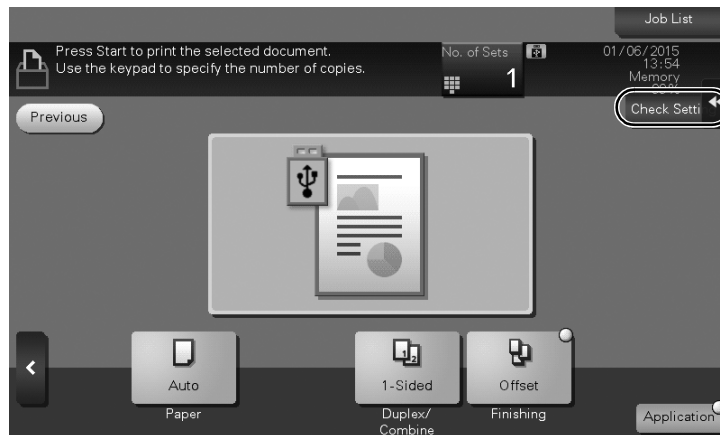 Job List
Press Start to print the selected document.
Use the keypad to specify the number of copies.
No. of Sets
1
01/06/2015
13:54
Memory
Check Setti
Previous
1 2
Auto
1-Sided
Offset
Paper
Duplex/
Combine
Finishing
Application